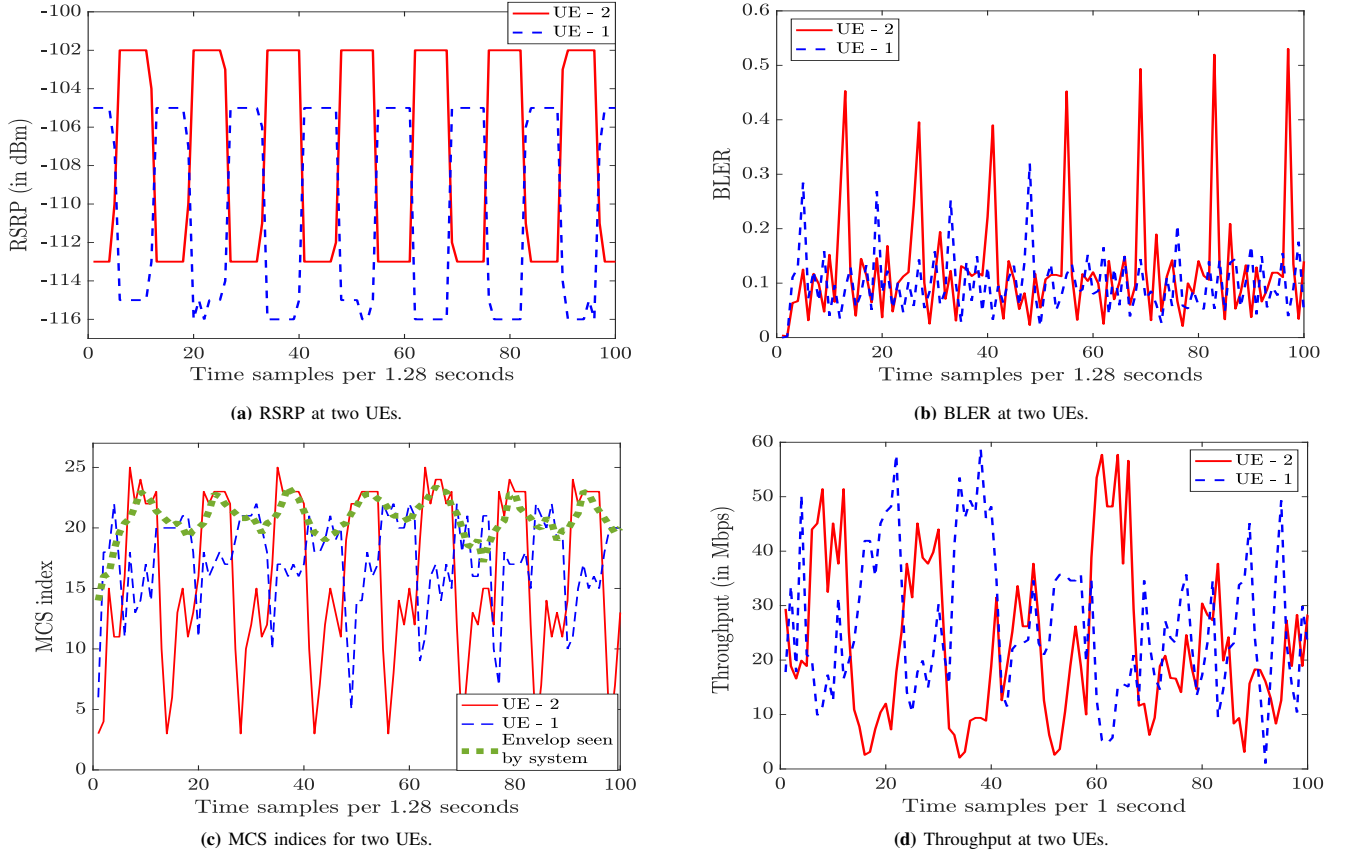 UE - 2
UE - 1
-102
-104
-106
-108
-110
-112
-114
-116
RSRP (in dBm)
0
20
40
60
80
100
Time samples per 1.28 seconds
(a) RSRP at two UEs.
UE - 2
UE - 1
0.6
0.5
0.4
0.3
0.2
0.1
0
BLER
20
40
60
80
100
Time samples per 1.28 seconds
(b) BLER at two UEs.
25
20
15
10
5
0
MCS index
UE - 2
UE - 1
Envelop seen
by system
0
20
40
60
80
100
Time samples per 1.28 seconds
(c) MCS indices for two UEs.
UE - 2
UE - 1
60
50
40
30
20
10
0
Throughput (in Mbps)
0
20
40
60
80
100
Time samples per 1 second
(d) Throughput at two UEs.